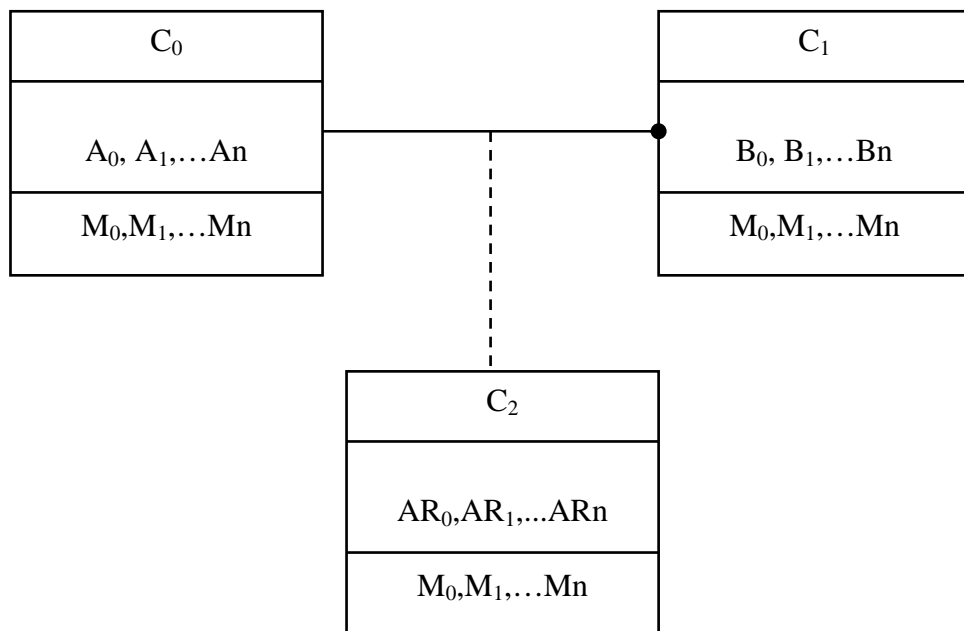 C₀
A₀, A₁,…An
M₀,M₁,…Mn
C₁
B₀, B₁,…Bn
M₀,M₁,…Mn
C₂
AR₀,AR₁,...ARn
M₀,M₁,…Mn